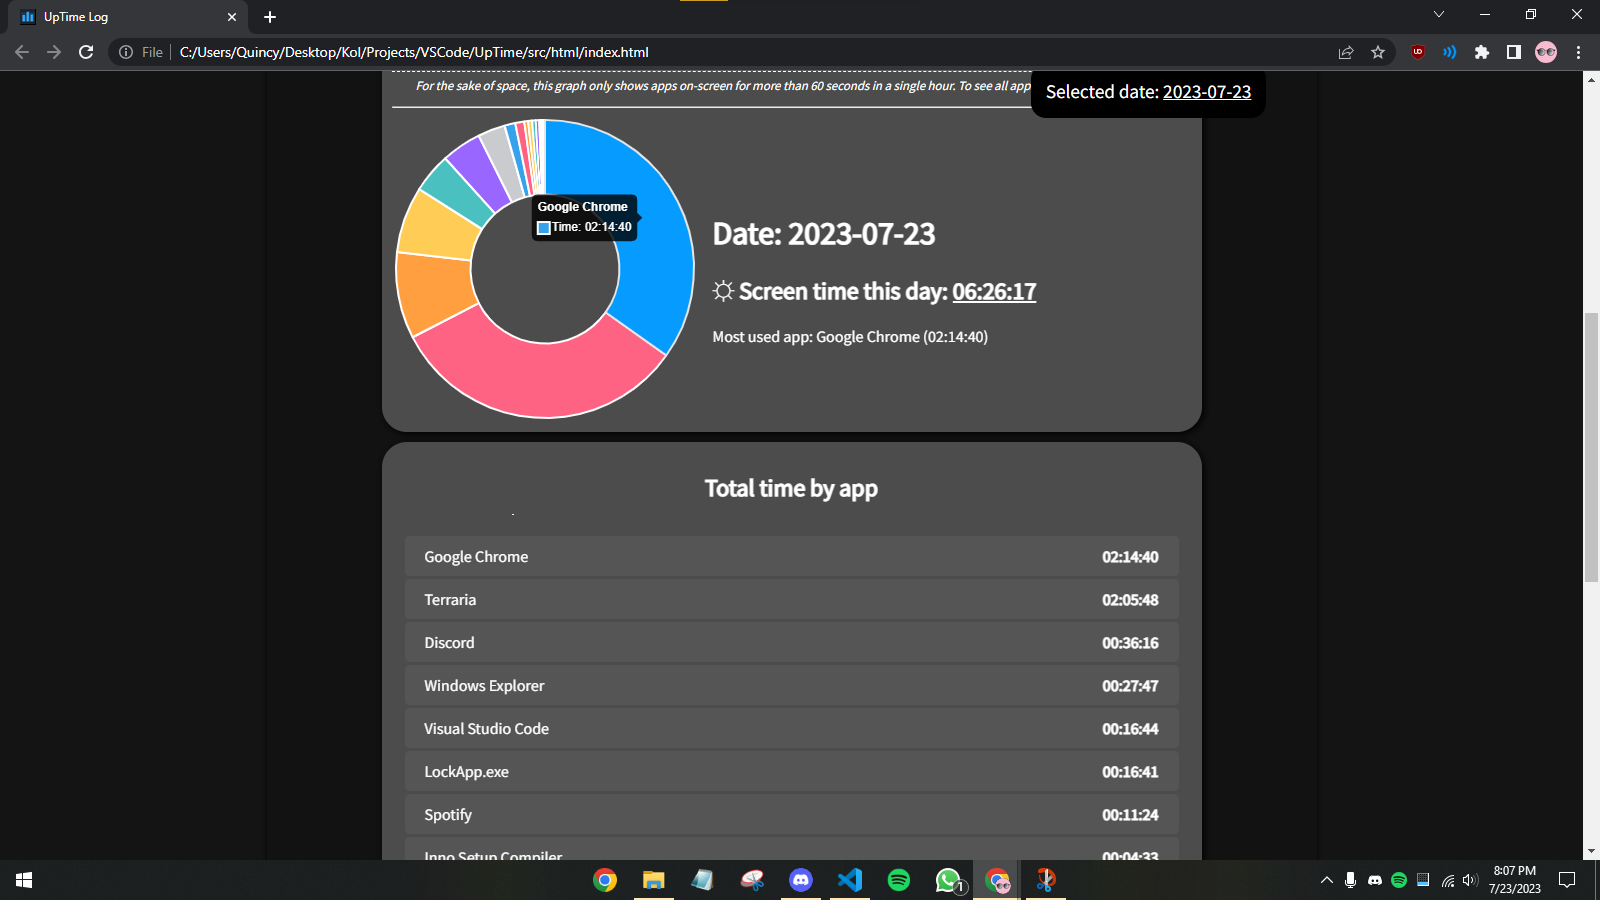 UpTime Log
File
C:/Users/Quincy/Desktop/Kol/Projects/VSCode/UpTime/src/html/index.html
For the sake of space, this graph only shows apps on-screen for more than 60 seconds in a single hour. To see all app
Selected date: 2023-07-23
Google Chrome
Time: 02:14:40
Date: 2023-07-23
Screen time this day: 06:26:17
Most used app: Google Chrome (02:14:40)
Total time by app
Google Chrome 02:14:40
Terraria 02:05:48
Discord 00:36:16
Windows Explorer 00:27:47
Visual Studio Code 00:16:44
LockApp.exe 00:16:41
Spotify 00:11:24
Inno Setup Compiler 00:04:33
1
8:07 PM
7/23/2023